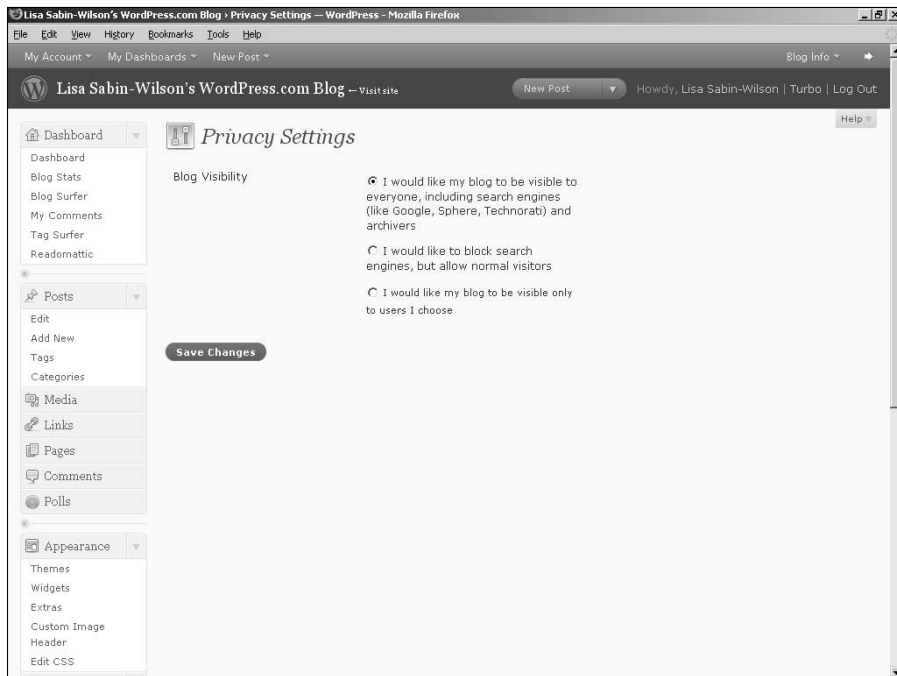 Lisa Sabin-Wilson's WordPress.com Blog › Privacy Settings — WordPress - Mozilla Firefox
File Edit View History Bookmarks Tools Help
My Account My Dashboards New Post Blog Info
Lisa Sabin-Wilson's WordPress.com Blog – Visit site New Post Howdy, Lisa Sabin-Wilson | Turbo | Log Out
Help
Dashboard
Dashboard
Blog Stats
Blog Surfer
My Comments
Tag Surfer
Readomattic
Posts
Edit
Add New
Tags
Categories
Media
Links
Pages
Comments
Polls
Appearance
Themes
Widgets
Extras
Custom Image
Header
Edit CSS
Privacy Settings
Blog Visibility
I would like my blog to be visible to
everyone, including search engines
(like Google, Sphere, Technorati) and
archivers
I would like to block search
engines, but allow normal visitors
I would like my blog to be visible only
to users I choose
Save Changes